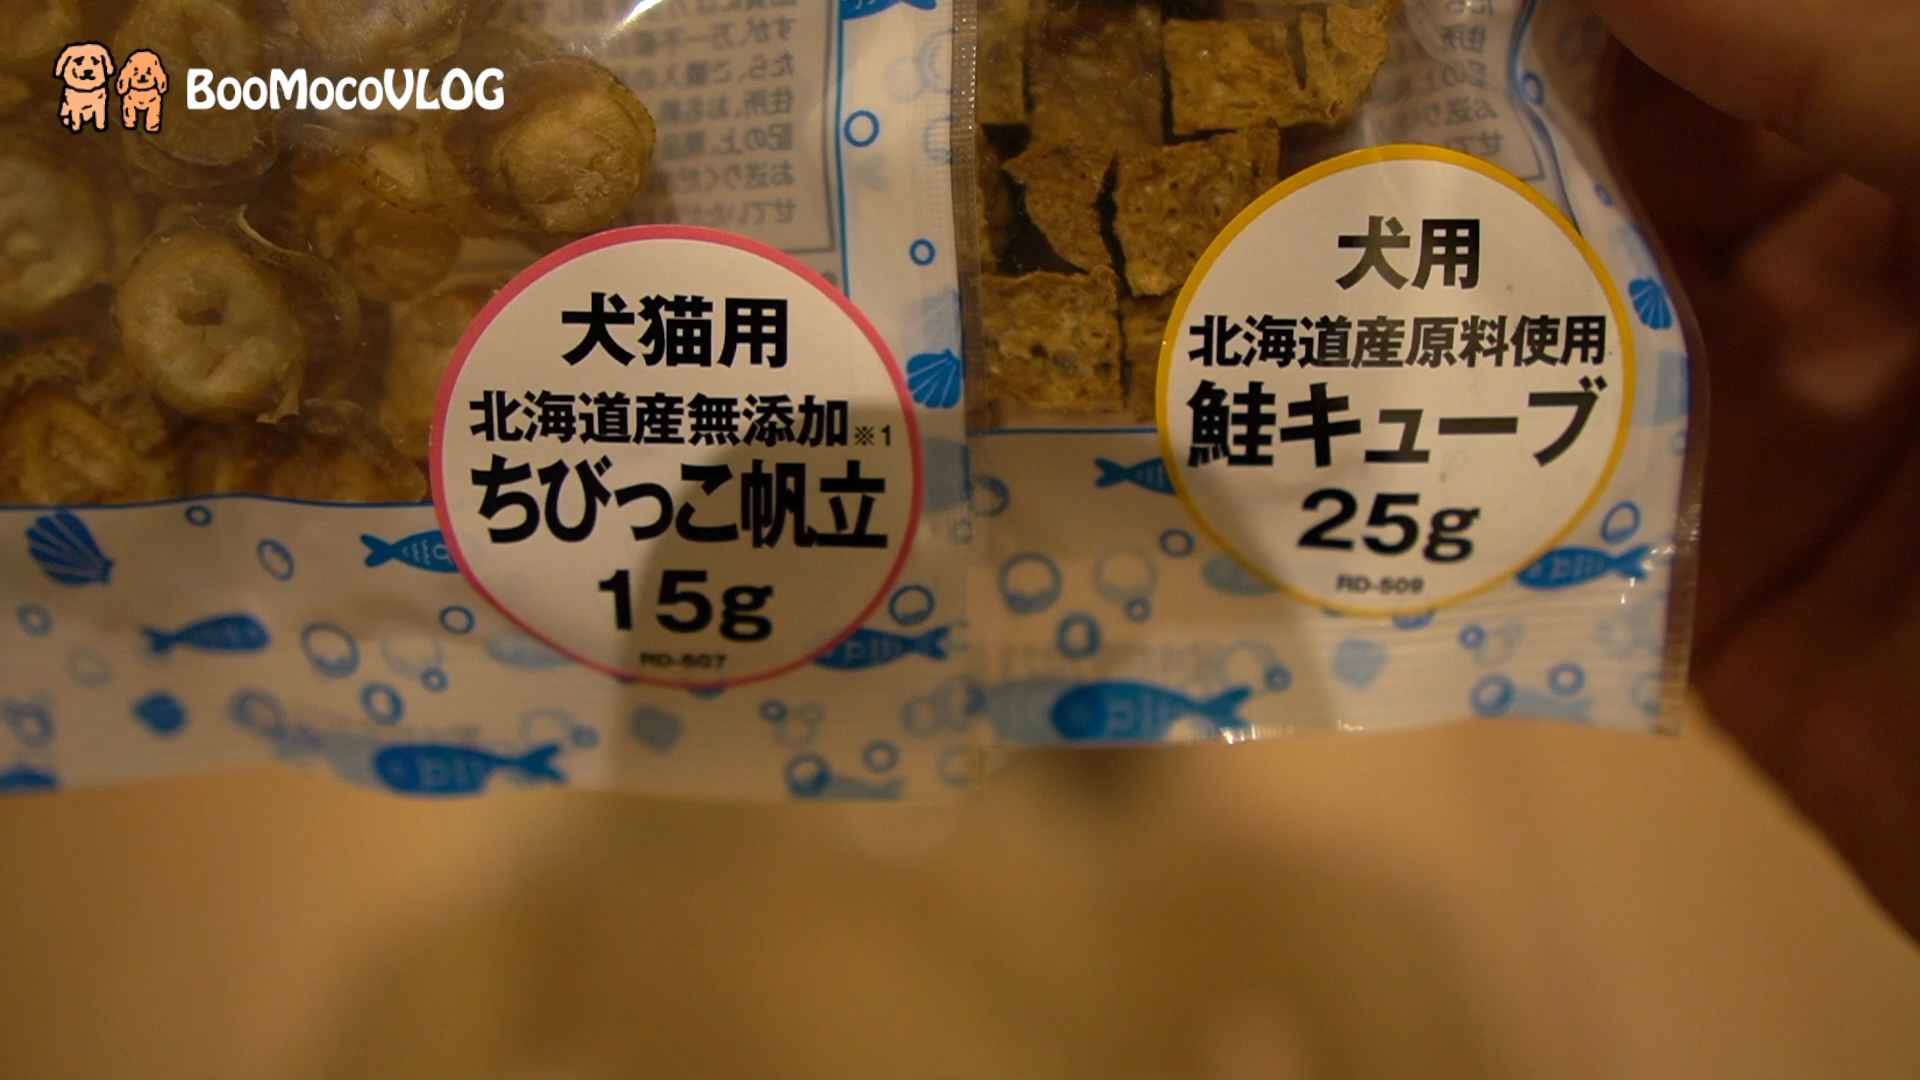 BooMocoVLOG
犬猫用
北海道産無添加※1
ちびっこ帆立
15g
RD-507
犬用
北海道産原料使用
鮭キューブ
25g
RD-509